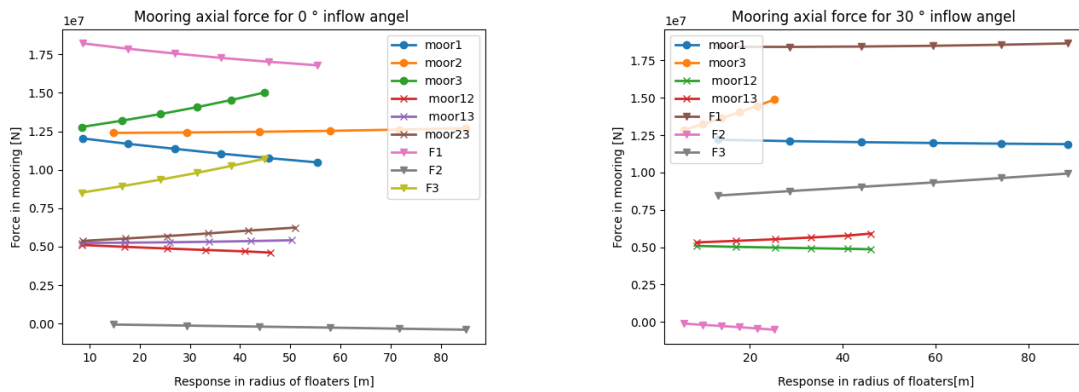 Mooring axial force for 0 ° inflow angel
1e7
Force in mooring [N]
1.75
1.50
1.25
1.00
0.75
0.50
0.25
0.00
moor1
moor2
moor3
moor12
moor13
moor23
F1
F2
F3
10 20 30 40 50 60 70 80
Response in radius of floaters [m]
Mooring axial force for 30 ° inflow angel
1e7
Force in mooring [N]
1.75
1.50
1.25
1.00
0.75
0.50
0.25
0.00
moor1
moor3
moor12
moor13
F1
F2
F3
20 40 60 80
Response in radius of floaters[m]